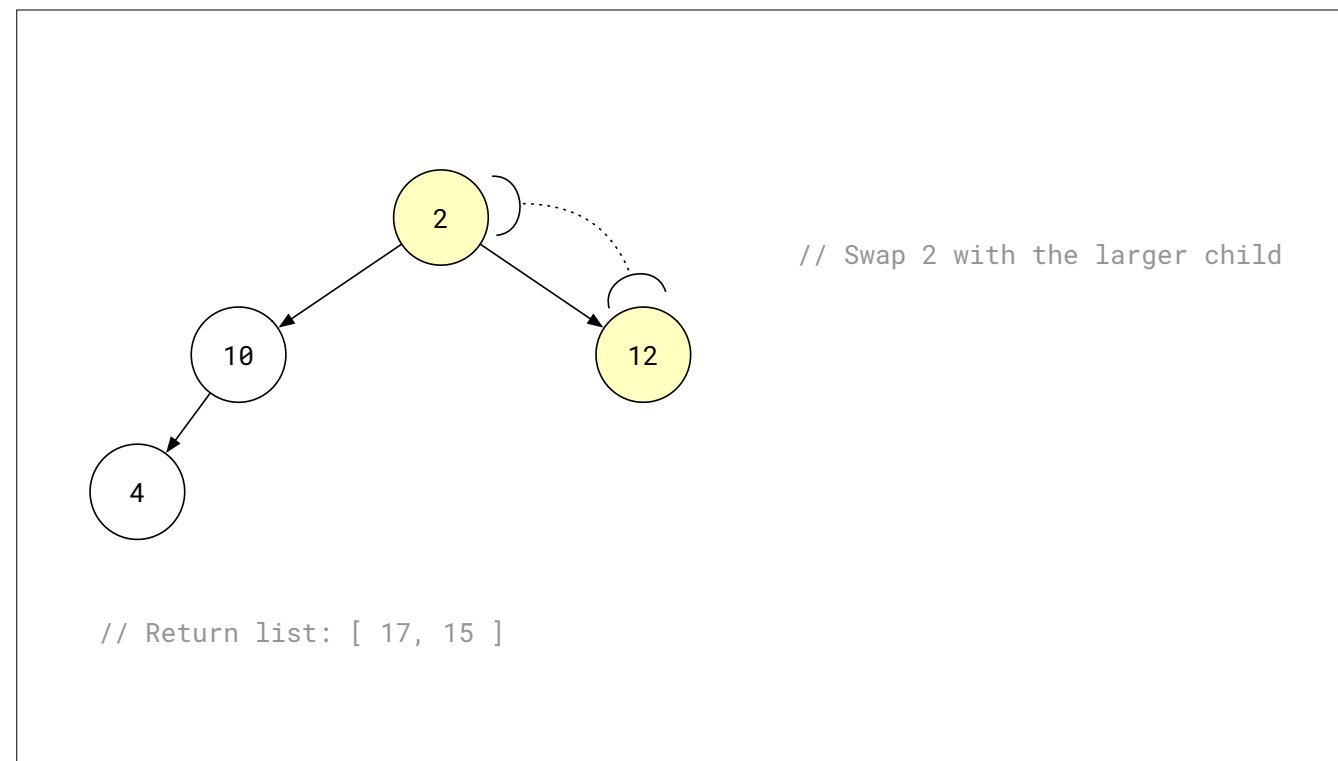 2
// Swap 2 with the larger child
10
12
4
// Return list: [ 17, 15 ]